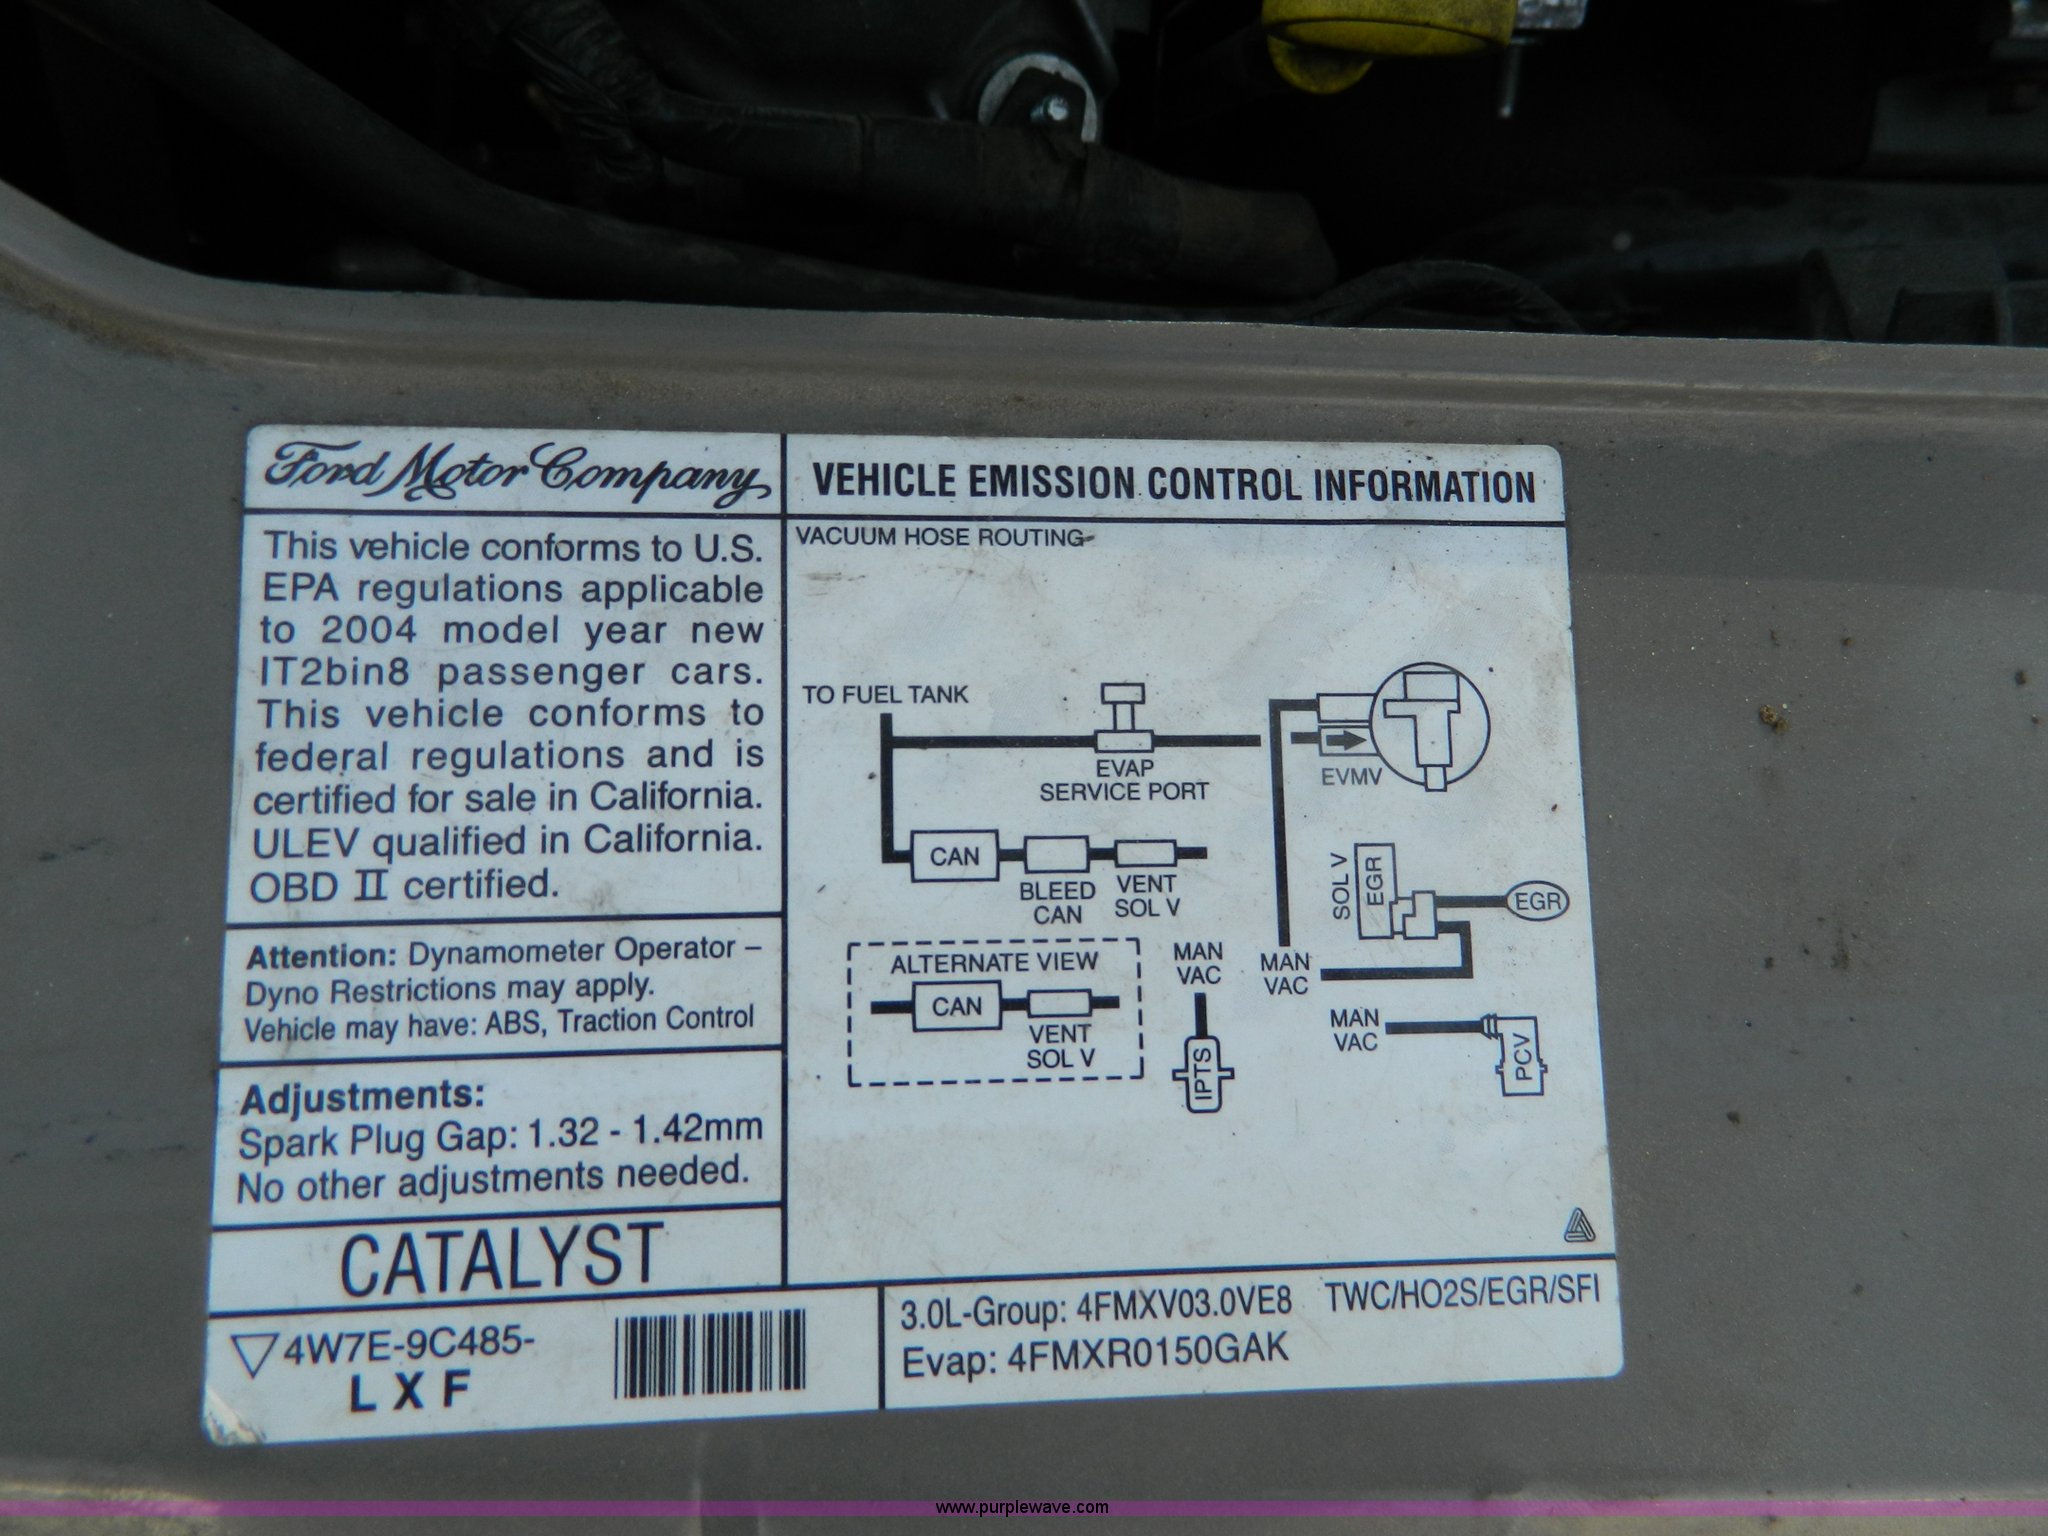 Ford Motor Company
VEHICLE EMISSION CONTROL INFORMATION
This vehicle conforms to U.S.
EPA regulations applicable
to 2004 model year new
IT2bin8 passenger cars.
This vehicle conforms to
federal regulations and is
certified for sale in California.
ULEV qualified in California.
OBD II certified.
Attention: Dynamometer Operator –
Dyno Restrictions may apply.
Vehicle may have: ABS, Traction Control
Adjustments:
Spark Plug Gap: 1.32 - 1.42mm
No other adjustments needed.
CATALYST
4W7E-9C485-
L X F
VACUUM HOSE ROUTING
TO FUEL TANK
EVAP
SERVICE PORT
EVMV
CAN
BLEED
CAN
VENT
SOL V
SOL V
EGR
EGR
ALTERNATE VIEW
CAN
VENT
SOL V
MAN
VAC
IPTS
MAN
VAC
MAN
VAC
PCV
3.0L-Group: 4FMXV03.0VE8 TWC/HO2S/EGR/SFI
Evap: 4FMXR0150GAK
www.purplewave.com